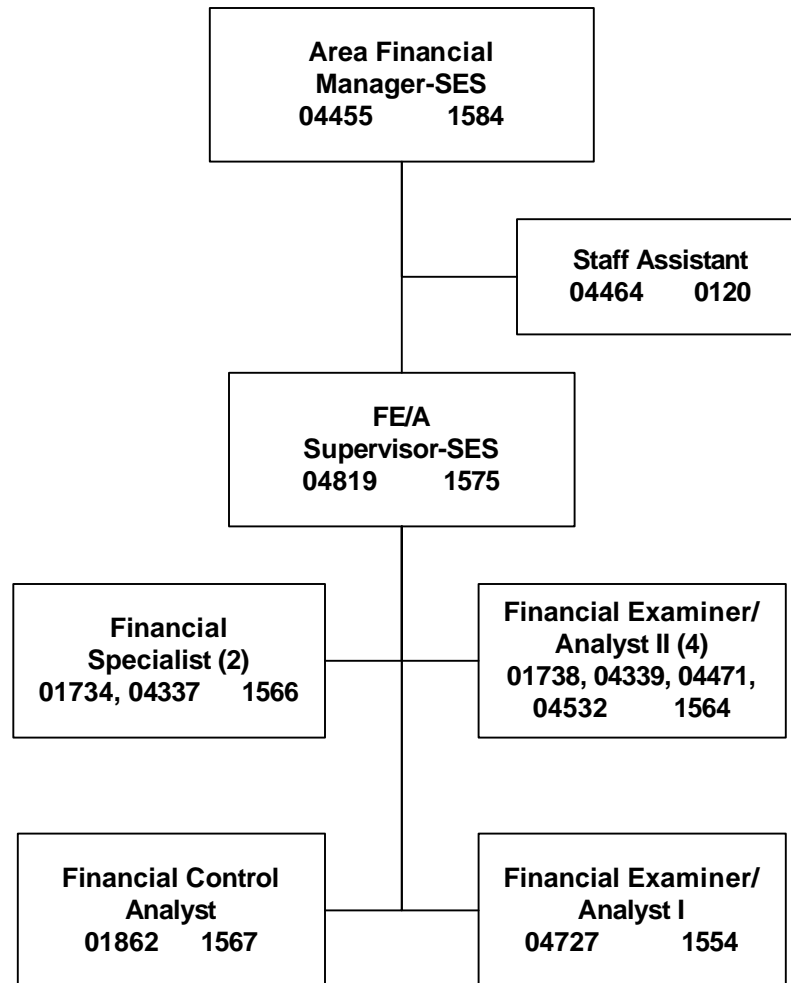 Area Financial
Manager-SES
04455 1584
Staff Assistant
04464 0120
FE/A
Supervisor-SES
04819 1575
Financial
Specialist (2)
01734, 04337 1566
Financial Examiner/
Analyst II (4)
01738, 04339, 04471,
04532 1564
Financial Control
Analyst
01862 1567
Financial Examiner/
Analyst I
04727 1554